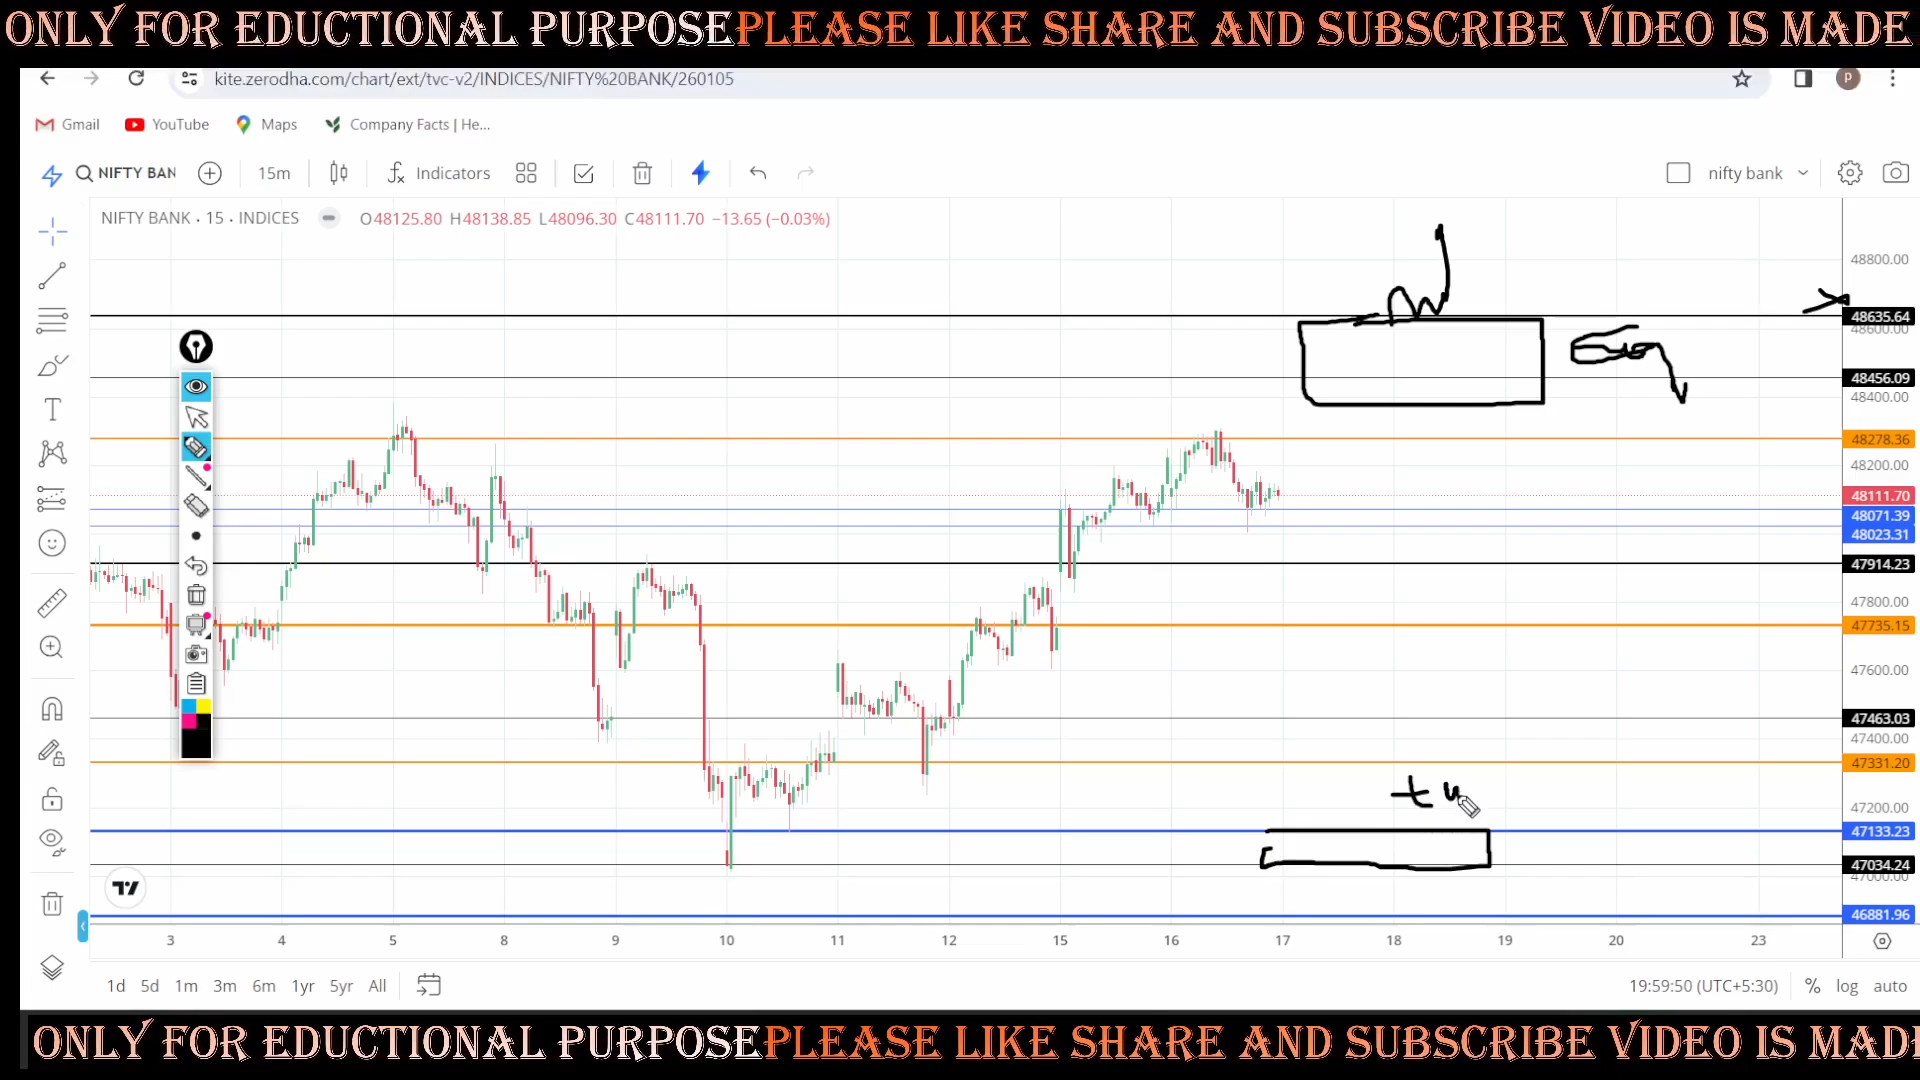 ONLY FOR EDUCTIONAL PURPOSEPLEASE LIKE SHARE AND SUBSCRIBE VIDEO IS MADE
kite.zerodha.com/chart/ext/tvc-v2/INDICES/NIFTY%20BANK/260105
P
Gmail YouTube Maps Company Facts | He...
NIFTY BAN 15m Indicators nifty bank
NIFTY BANK · 15 · INDICES O48125.80 H48138.85 L48096.30 C48111.70 −13.65 (−0.03%)
48800.00
48635.64
48600.00
48456.09
48400.00
48278.36
48200.00
48111.70
48071.39
48023.31
47914.23
47800.00
47735.15
47600.00
47463.03
47400.00
47331.20
47200.00
47133.23
47034.24
47000.00
46881.96
3 4 5 8 9 10 11 12 15 16 17 18 19 20 23
1d 5d 1m 3m 6m 1yr 5yr All 19:59:50 (UTC+5:30) % log auto
ONLY FOR EDUCTIONAL PURPOSEPLEASE LIKE SHARE AND SUBSCRIBE VIDEO IS MADE